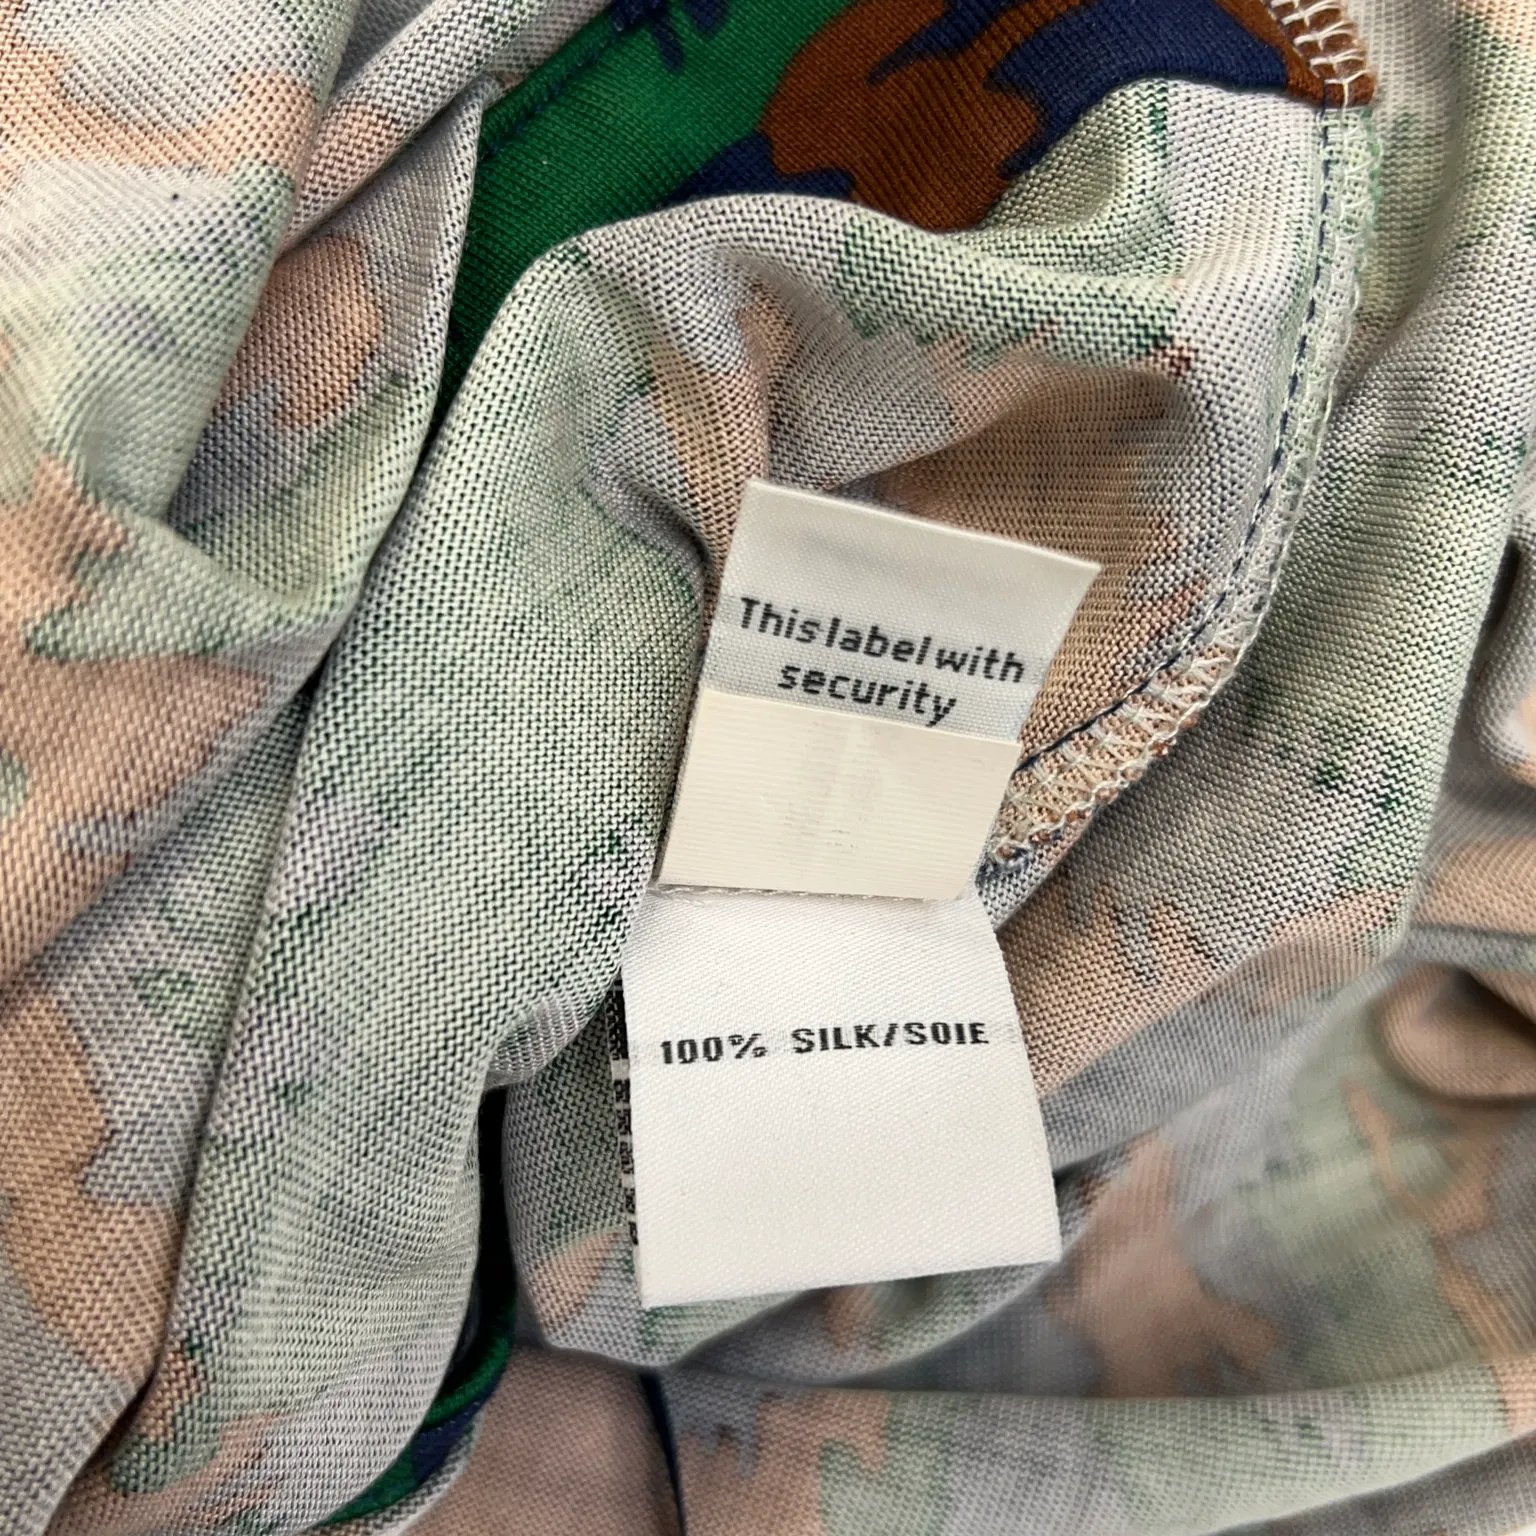 This label with
security
100% SILK/SOIE